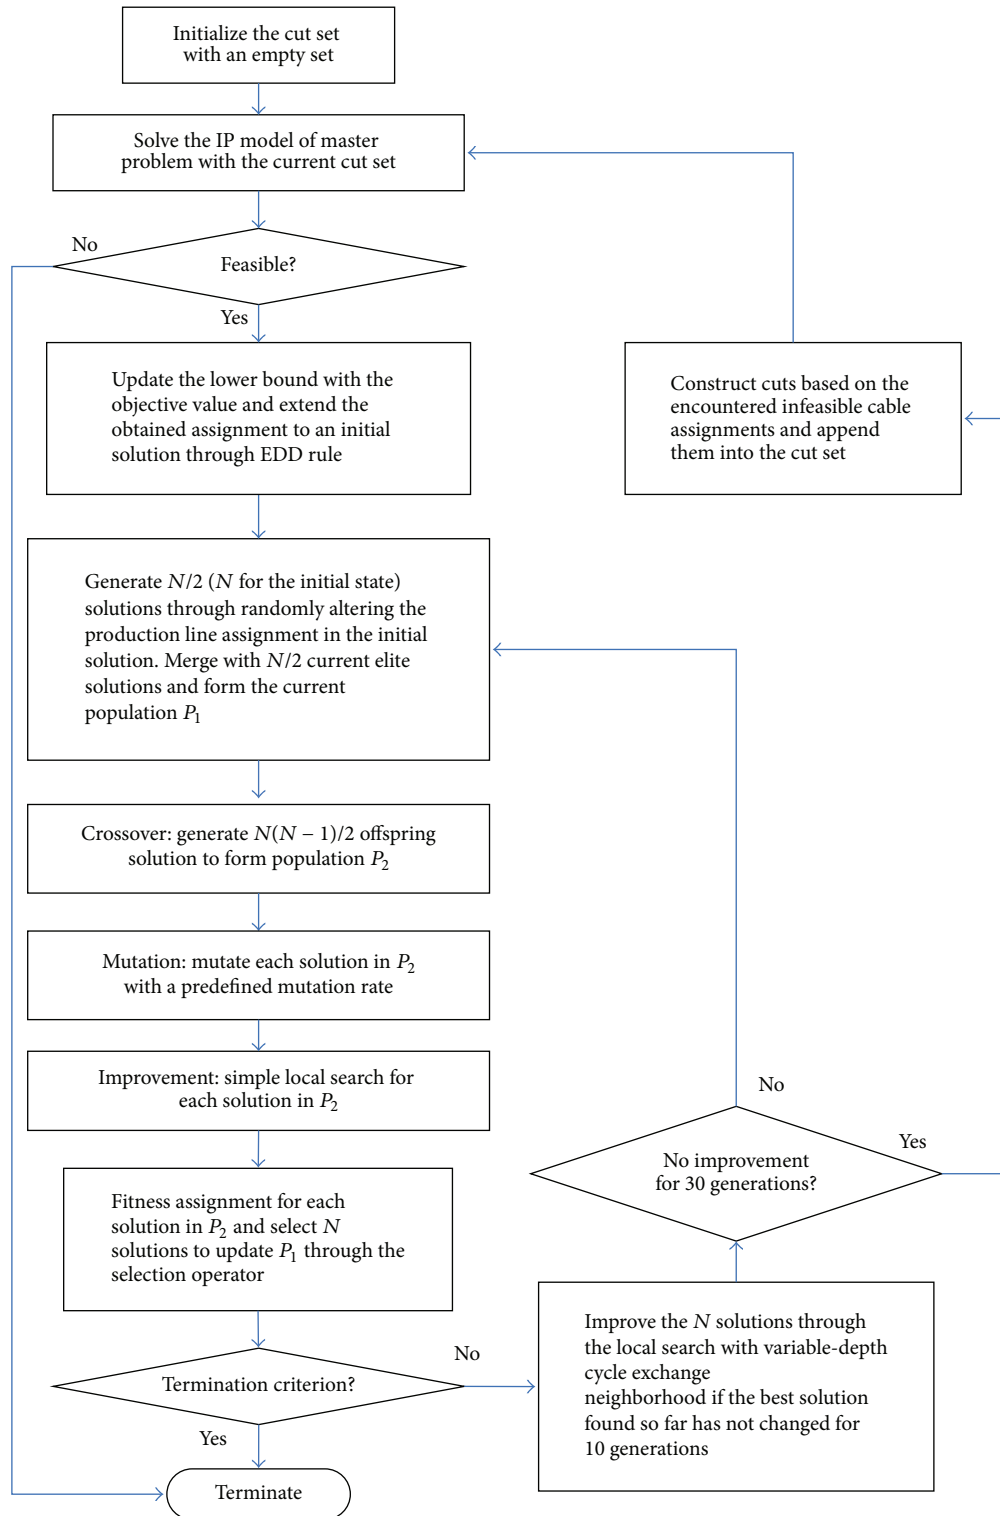 Initialize the cut set
with an empty set
Solve the IP model of master
problem with the current cut set
No
Feasible?
Yes
Update the lower bound with the
objective value and extend the
obtained assignment to an initial
solution through EDD rule
Construct cuts based on the
encountered infeasible cable
assignments and append
them into the cut set
Generate N/2 (N for the initial state)
solutions through randomly altering the
production line assignment in the initial
solution. Merge with N/2 current elite
solutions and form the current
population P₁
Crossover: generate N(N − 1)/2 offspring
solution to form population P₂
Mutation: mutate each solution in P₂
with a predefined mutation rate
Improvement: simple local search for
each solution in P₂
Fitness assignment for each
solution in P₂ and select N
solutions to update P₁ through the
selection operator
Termination criterion?
No
Yes
Terminate
Improve the N solutions through
the local search with variable-depth
cycle exchange
neighborhood if the best solution
found so far has not changed for
10 generations
No improvement
for 30 generations?
No
Yes